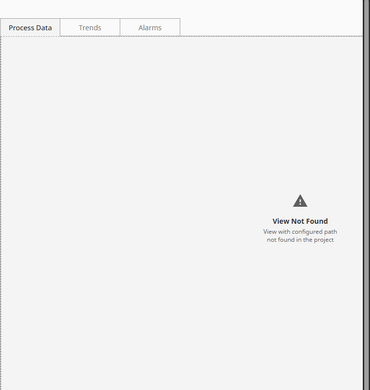 Process Data Trends Alarms
View Not Found
View with configured path
not found in the project